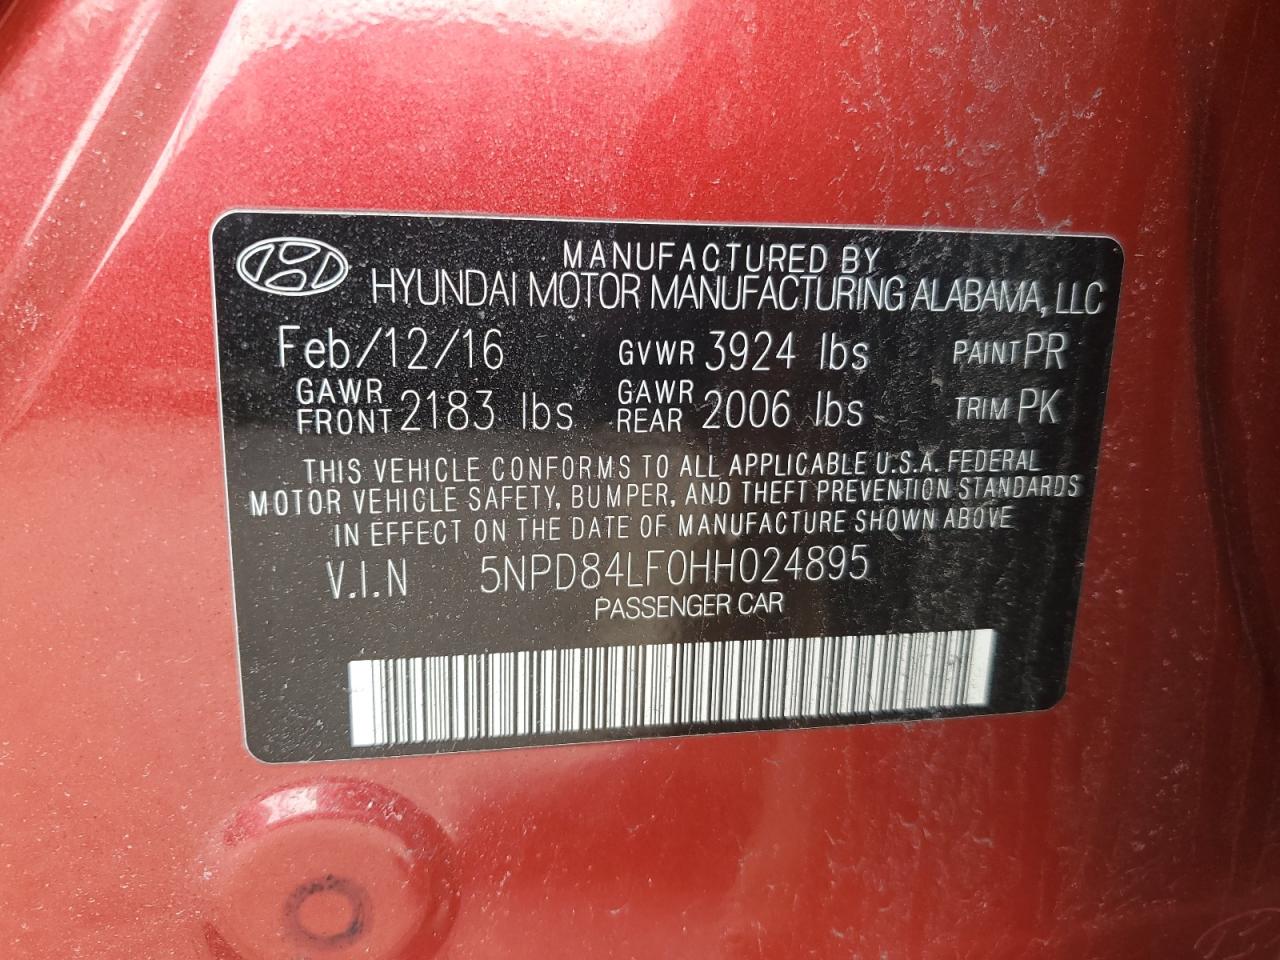 MANUFACTURED BY
HYUNDAI MOTOR MANUFACTURING ALABAMA, LLC
Feb/12/16 GVWR 3924 lbs PAINT PR
GAWR FRONT 2183 lbs GAWR REAR 2006 lbs TRIM PK
THIS VEHICLE CONFORMS TO ALL APPLICABLE U.S.A. FEDERAL
MOTOR VEHICLE SAFETY, BUMPER, AND THEFT PREVENTION STANDARDS
IN EFFECT ON THE DATE OF MANUFACTURE SHOWN ABOVE
V.I.N 5NPD84LF0HH024895
PASSENGER CAR